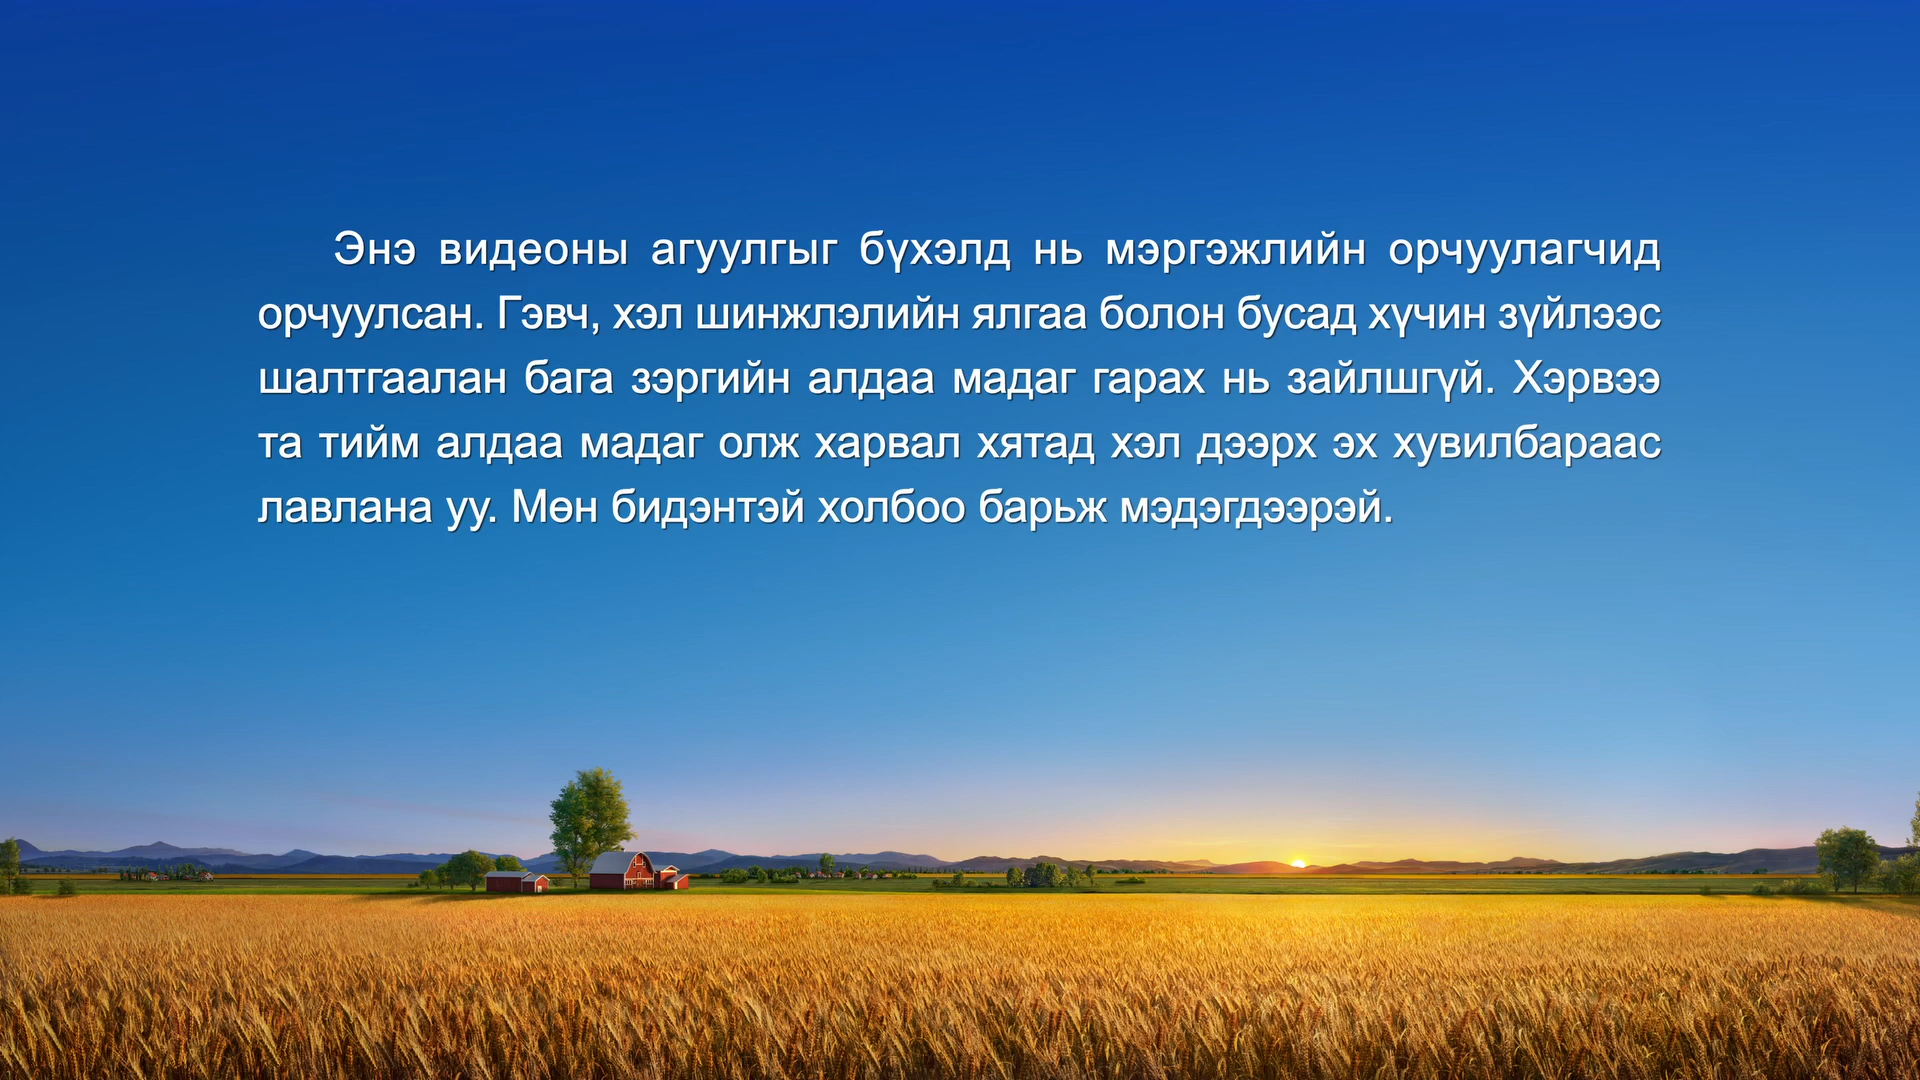 Энэ видеоны агуулгыг бүхэлд нь мэргэжлийн орчуулагчид
орчуулсан. Гэвч, хэл шинжлэлийн ялгаа болон бусад хүчин зүйлээс
шалтгаалан бага зэргийн алдаа мадаг гарах нь зайлшгүй. Хэрвээ
та тийм алдаа мадаг олж харвал хятад хэл дээрх эх хувилбараас
лавлана уу. Мөн бидэнтэй холбоо барьж мэдэгдээрэй.